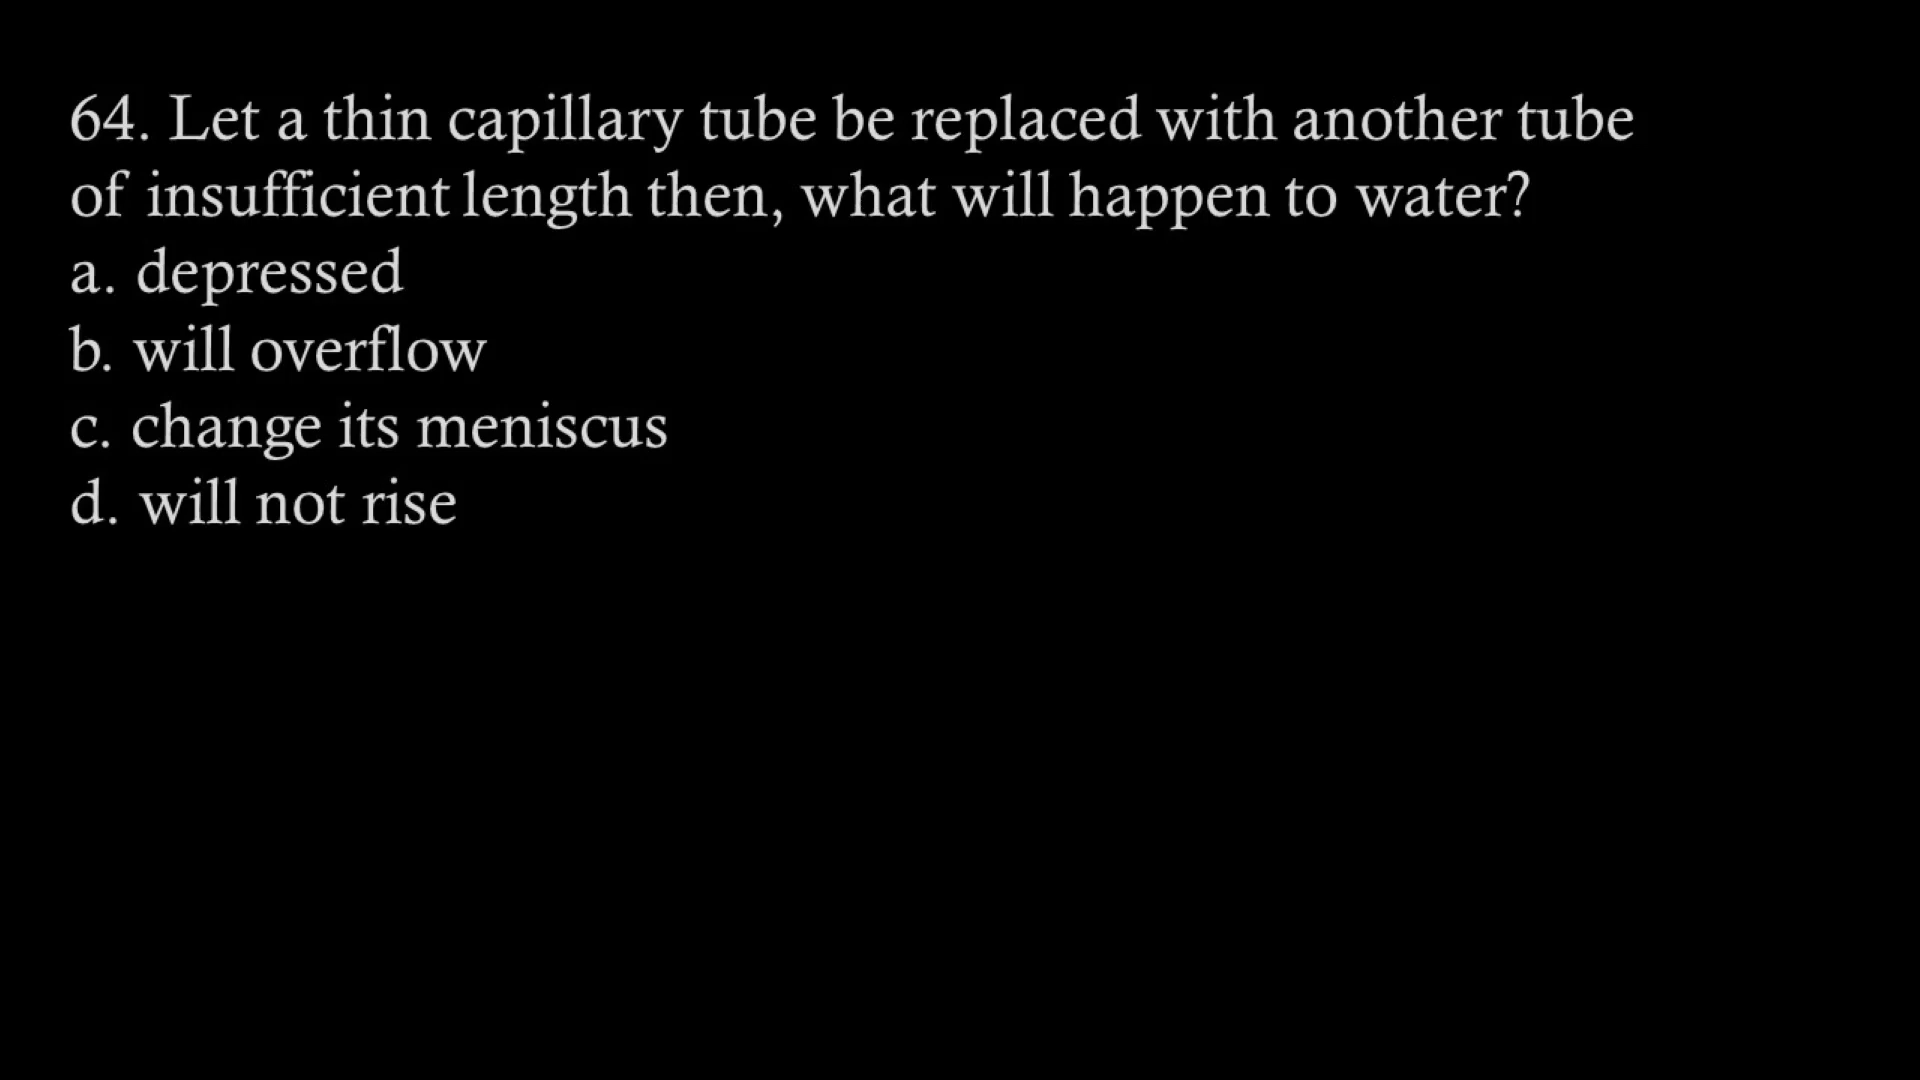 64. Let a thin capillary tube be replaced with another tube
of insufficient length then, what will happen to water?
a. depressed
b. will overflow
c. change its meniscus
d. will not rise